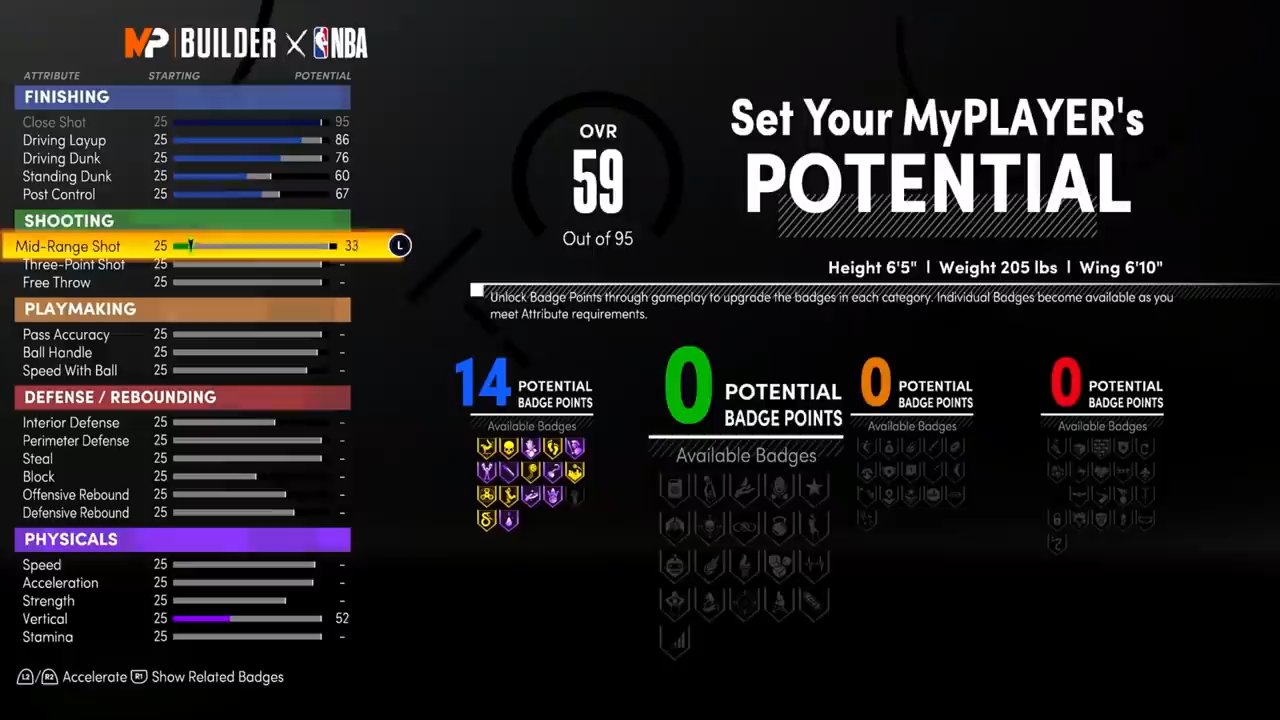 MP | BUILDER X NBA
ATTRIBUTE STARTING POTENTIAL
FINISHING
Close Shot 25 95
Driving Layup 25 86
Driving Dunk 25 76
Standing Dunk 25 60
Post Control 25 67
SHOOTING
Mid-Range Shot 25 33 L
Three-Point Shot 25 -
Free Throw 25 -
PLAYMAKING
Pass Accuracy 25 -
Ball Handle 25 -
Speed With Ball 25 -
DEFENSE / REBOUNDING
Interior Defense 25 -
Perimeter Defense 25 -
Steal 25 -
Block 25 -
Offensive Rebound 25 -
Defensive Rebound 25 -
PHYSICALS
Speed 25 -
Acceleration 25 -
Strength 25 -
Vertical 25 52
Stamina 25 -
L2/R2 Accelerate R1 Show Related Badges
OVR
59
Out of 95
Set Your MyPLAYER's
POTENTIAL
Height 6'5" | Weight 205 lbs | Wing 6'10"
Unlock Badge Points through gameplay to upgrade the badges in each category. Individual Badges become available as you
meet Attribute requirements.
14 POTENTIAL
BADGE POINTS
Available Badges
0 POTENTIAL
BADGE POINTS
Available Badges
0 POTENTIAL
BADGE POINTS
Available Badges
0 POTENTIAL
BADGE POINTS
Available Badges